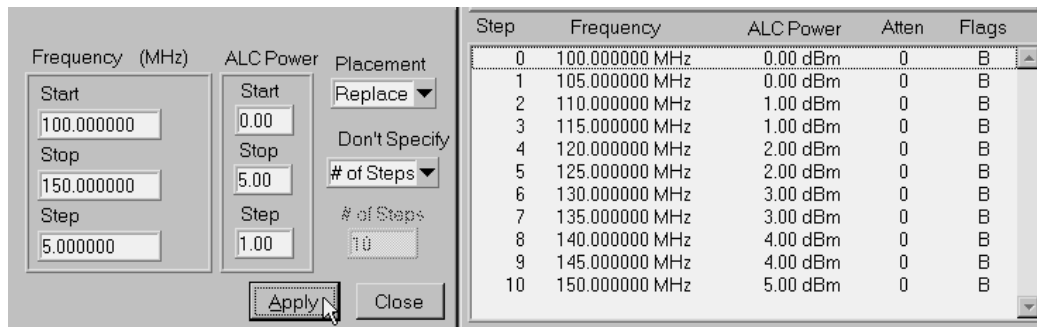 Frequency (MHz)
Start
100.000000
Stop
150.000000
Step
5.000000
ALC Power
Start
0.00
Stop
5.00
Step
1.00
Placement
Replace
Don't Specify
# of Steps
# of Steps
10
Apply
Close
Step Frequency ALC Power Atten Flags
0 100.000000 MHz 0.00 dBm 0 B
1 105.000000 MHz 0.00 dBm 0 B
2 110.000000 MHz 1.00 dBm 0 B
3 115.000000 MHz 1.00 dBm 0 B
4 120.000000 MHz 2.00 dBm 0 B
5 125.000000 MHz 2.00 dBm 0 B
6 130.000000 MHz 3.00 dBm 0 B
7 135.000000 MHz 3.00 dBm 0 B
8 140.000000 MHz 4.00 dBm 0 B
9 145.000000 MHz 4.00 dBm 0 B
10 150.000000 MHz 5.00 dBm 0 B